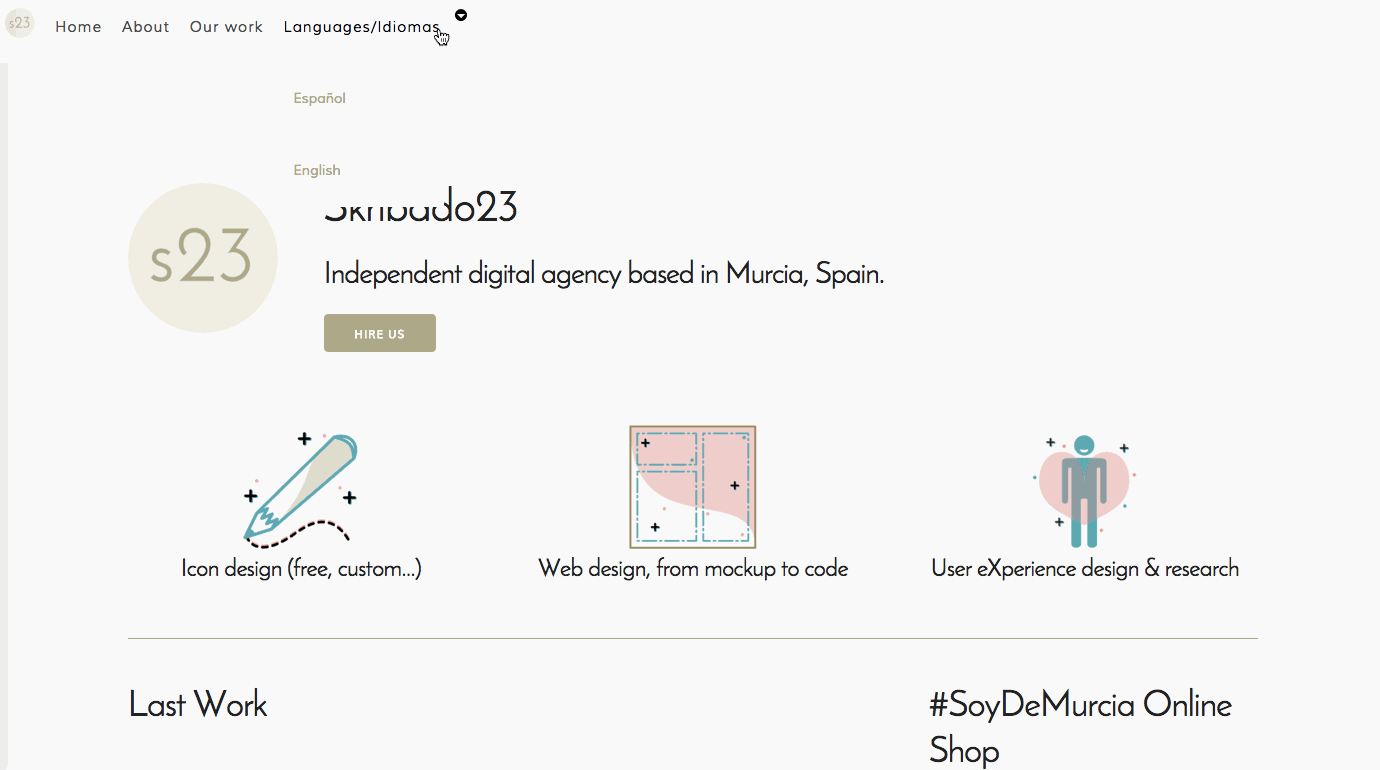 s23 Home About Our work Languages/Idiomas
Español
English
s23
Skribado23
Independent digital agency based in Murcia, Spain.
HIRE US
Icon design (free, custom...) Web design, from mockup to code User eXperience design & research
Last Work
#SoyDeMurcia Online
Shop